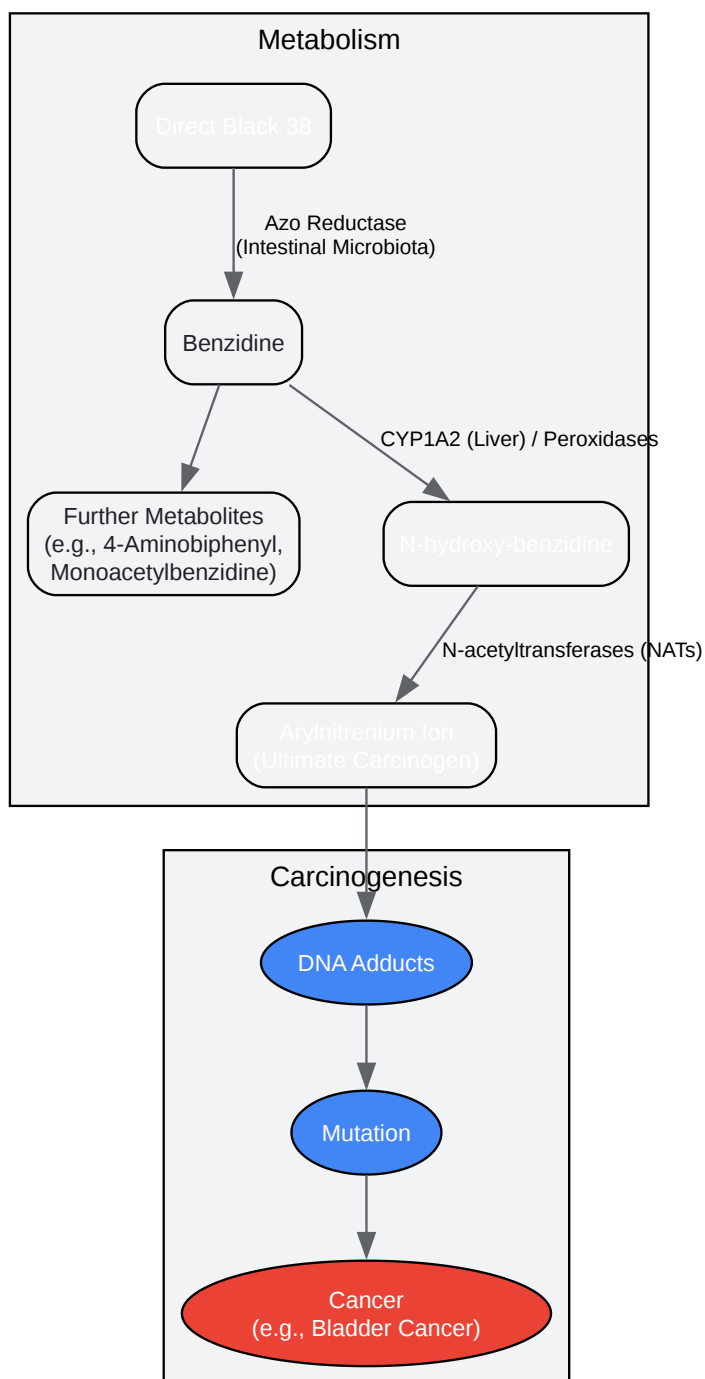 Metabolism
Direct Black 38
Azo Reductase
(Intestinal Microbiota)
Benzidine
CYP1A2 (Liver) / Peroxidases
Further Metabolites
(e.g., 4-Aminobiphenyl,
Monoacetylbenzidine)
N-hydroxy-benzidine
N-acetyltransferases (NATs)
Arylnitrenium Ion
(Ultimate Carcinogen)
Carcinogenesis
DNA Adducts
Mutation
Cancer
(e.g., Bladder Cancer)